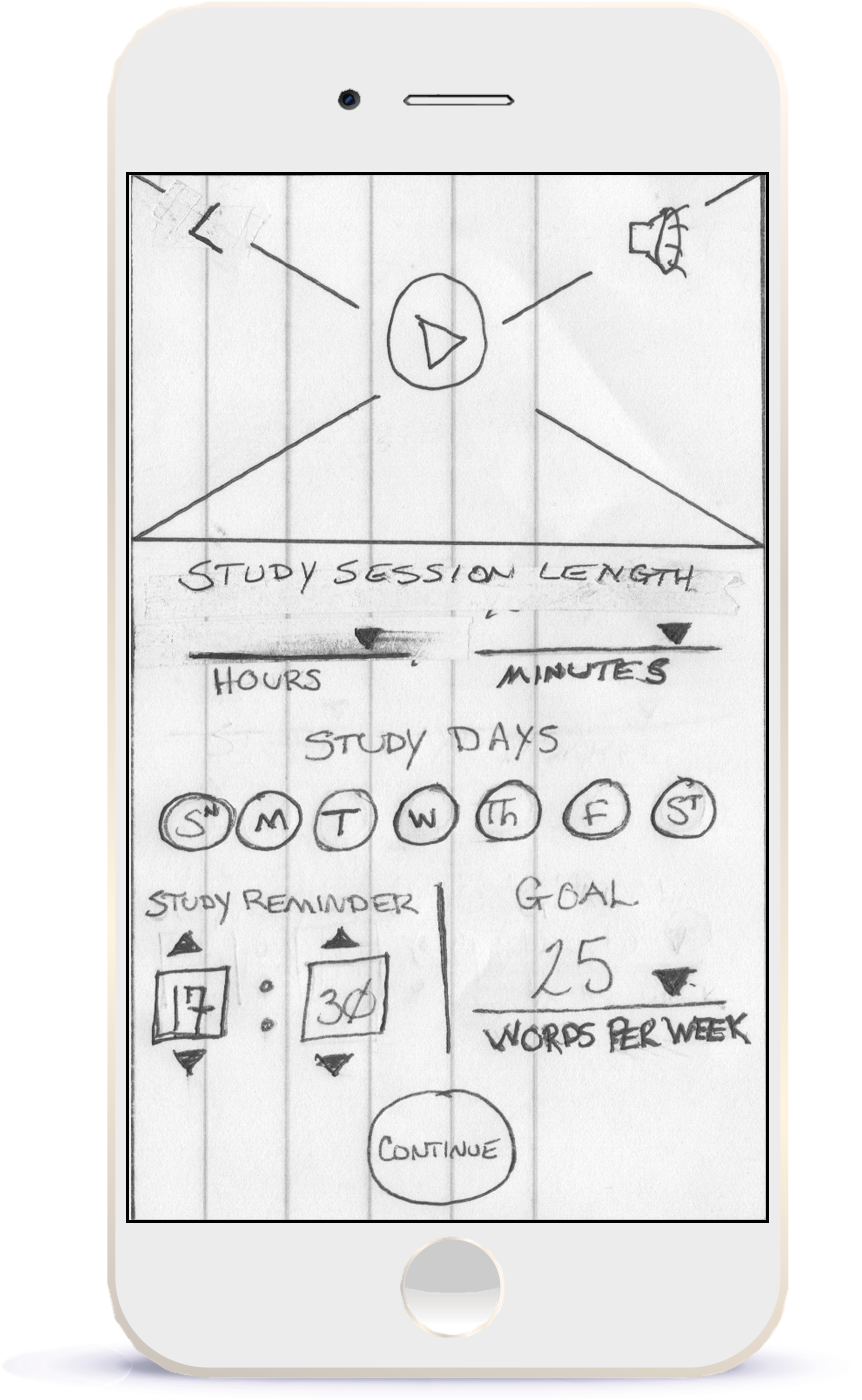 STUDY SESSION LENGTH
HOURS MINUTES
STUDY DAYS
SN M T W Th F ST
STUDY REMINDER
17 : 30
GOAL
25
WORDS PER WEEK
CONTINUE